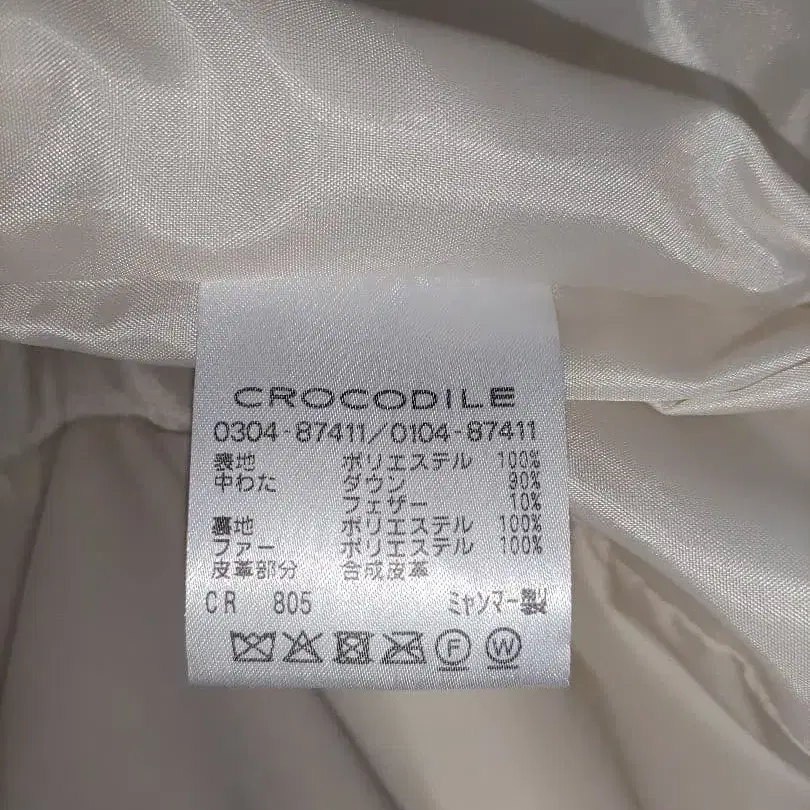 CROCODILE
0304-87411/0104-87411
表地 ポリエステル 100%
中わた ダウン 90%
フェザー 10%
裏地 ポリエステル 100%
ファー ポリエステル 100%
皮革部分 合成皮革
CR 805 ミャンマー製
F W